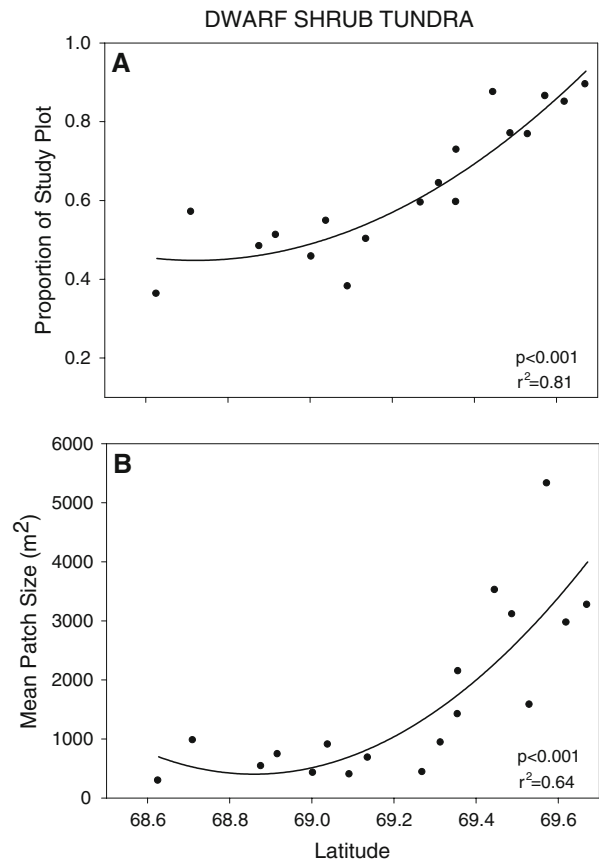 DWARF SHRUB TUNDRA
A
1.0
0.8
0.6
0.4
0.2
Proportion of Study Plot
p<0.001
r²=0.81
B
6000
5000
4000
3000
2000
1000
0
Mean Patch Size (m²)
p<0.001
r²=0.64
68.6 68.8 69.0 69.2 69.4 69.6
Latitude